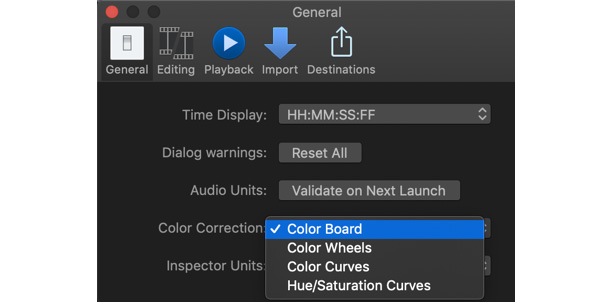 General
General Editing Playback Import Destinations
Time Display: HH:MM:SS:FF
Dialog warnings: Reset All
Audio Units: Validate on Next Launch
Color Correction: Color Board
Color Wheels
Inspector Units: Color Curves
Hue/Saturation Curves